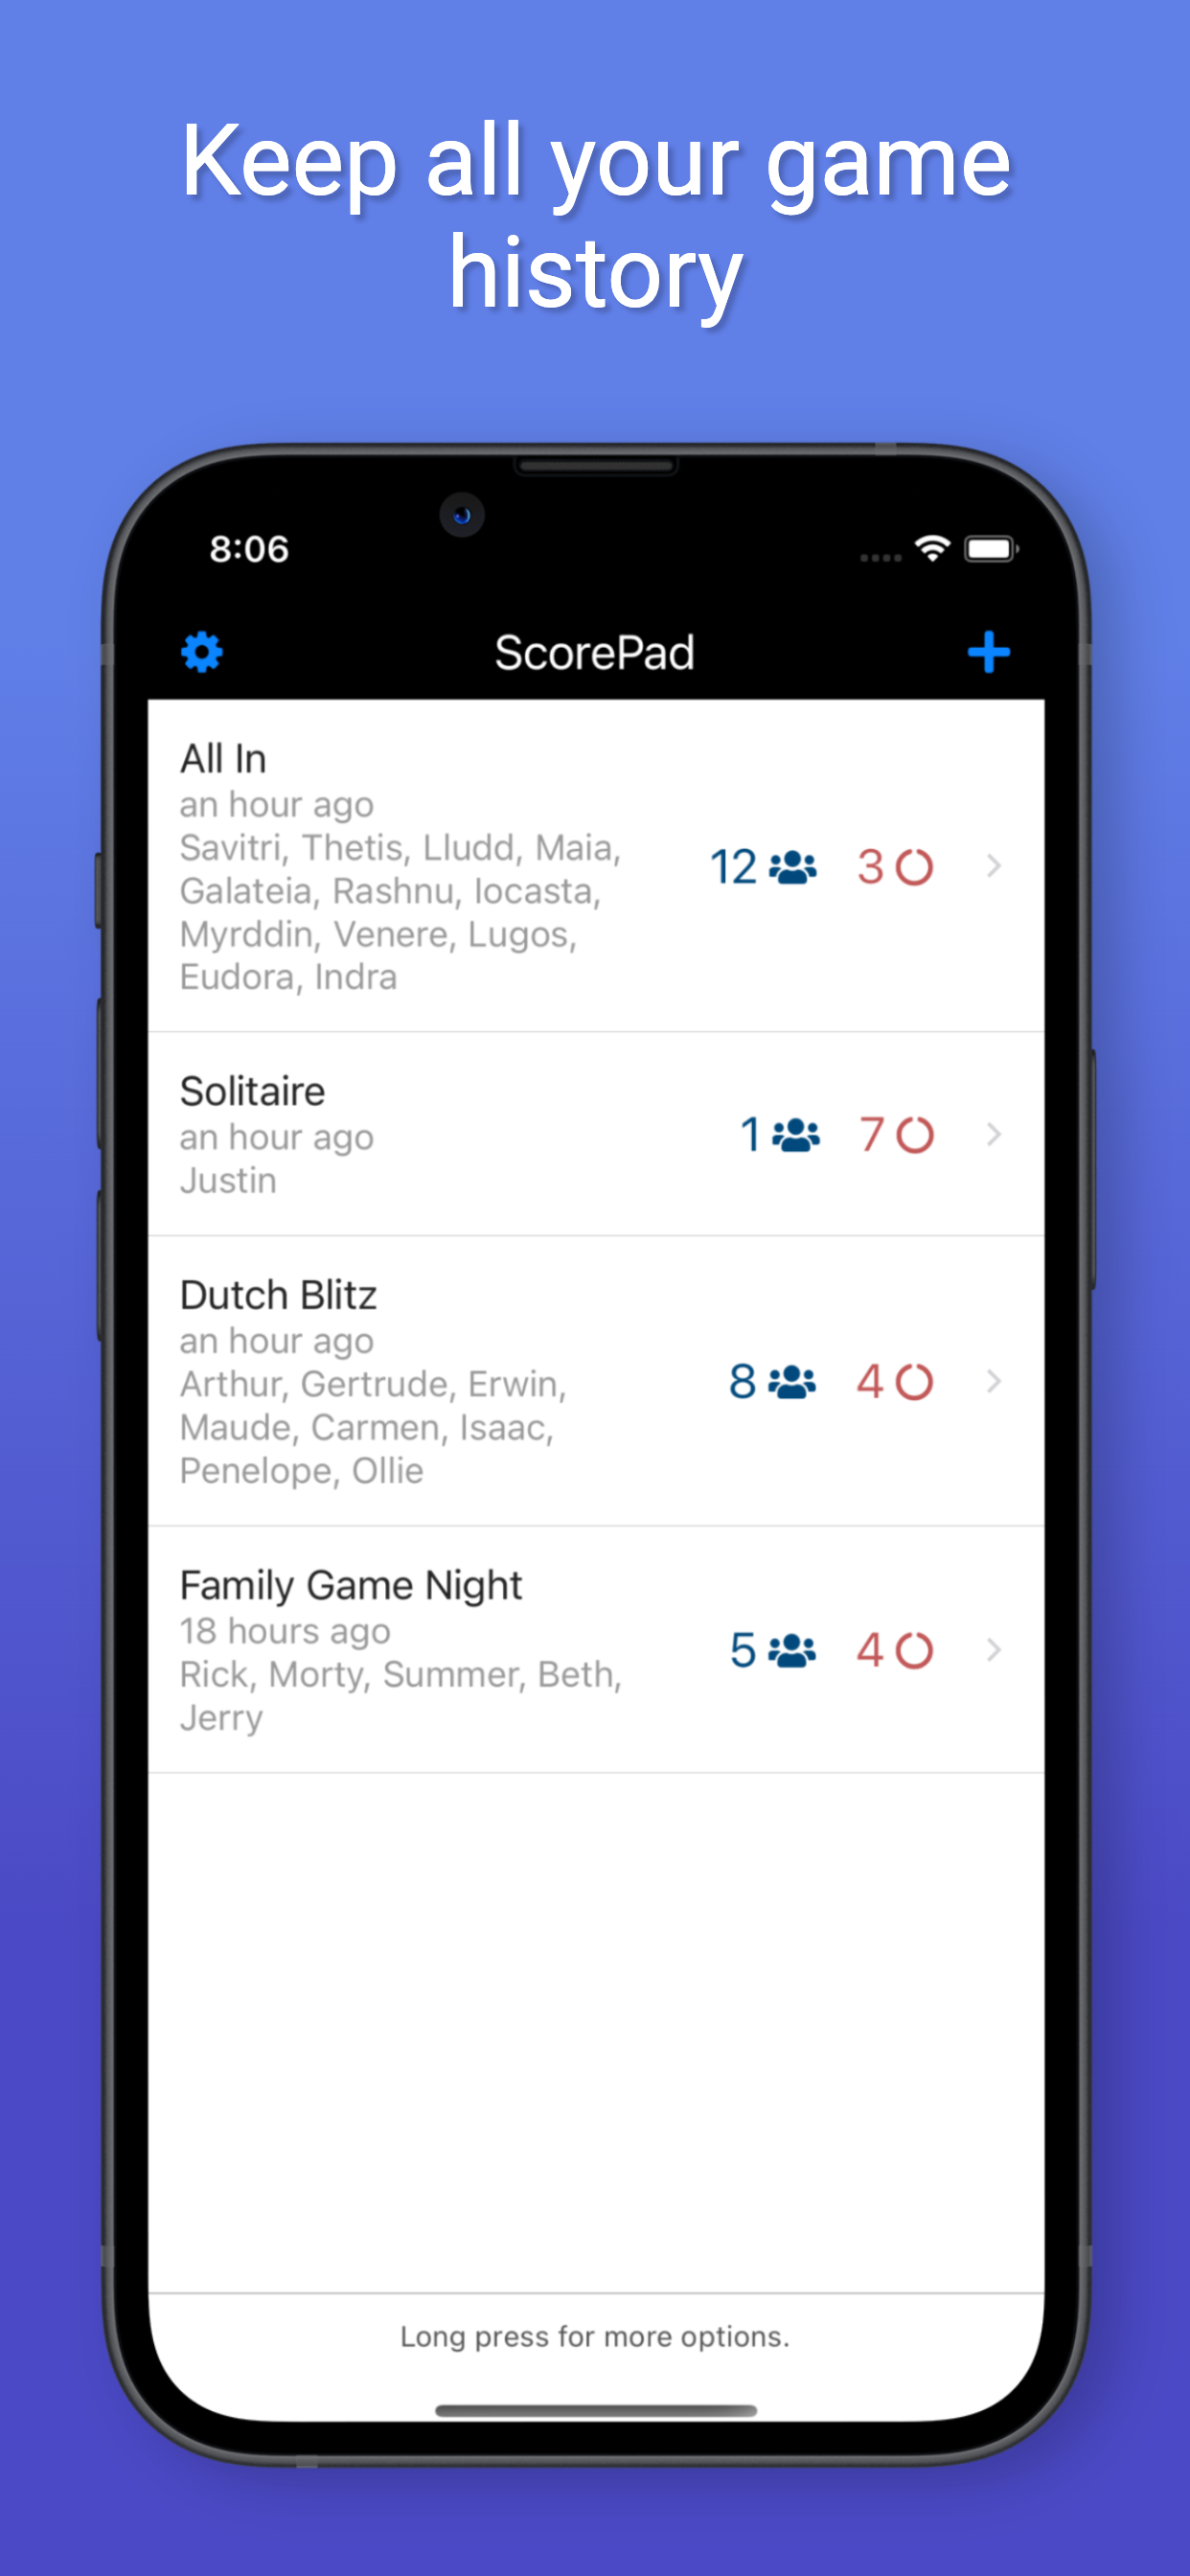 Keep all your game
history
8:06
ScorePad
All In
an hour ago
Savitri, Thetis, Lludd, Maia,
Galateia, Rashnu, Iocasta,
Myrddin, Venere, Lugos,
Eudora, Indra
12 3
Solitaire
an hour ago
Justin
1 7
Dutch Blitz
an hour ago
Arthur, Gertrude, Erwin,
Maude, Carmen, Isaac,
Penelope, Ollie
8 4
Family Game Night
18 hours ago
Rick, Morty, Summer, Beth,
Jerry
5 4
Long press for more options.